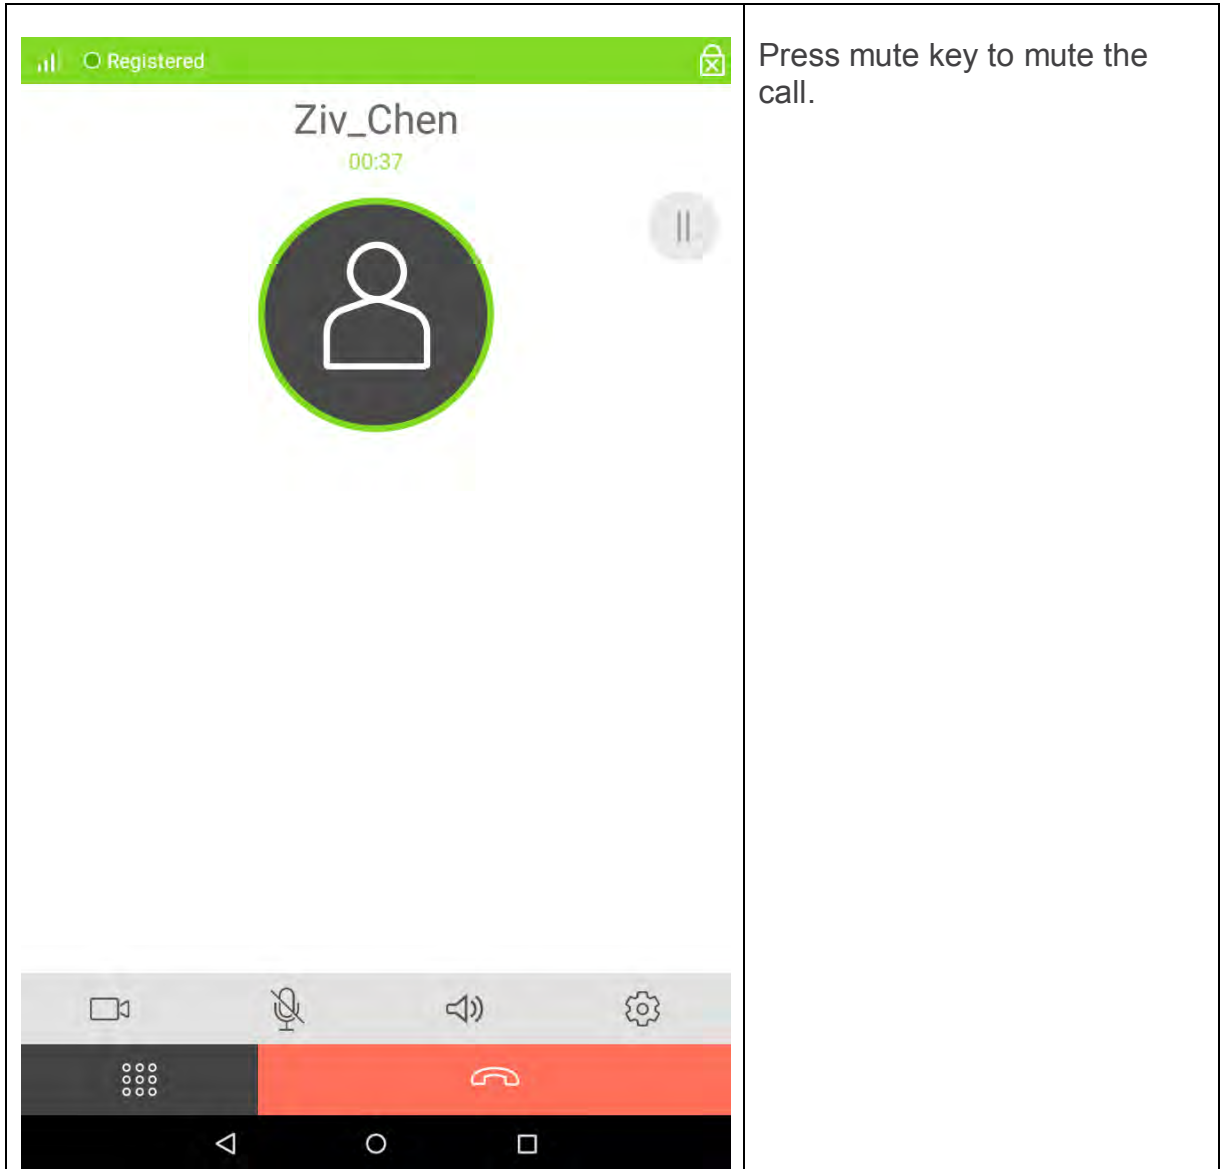 Registered
Ziv_Chen
00:37
Press mute key to mute the
call.